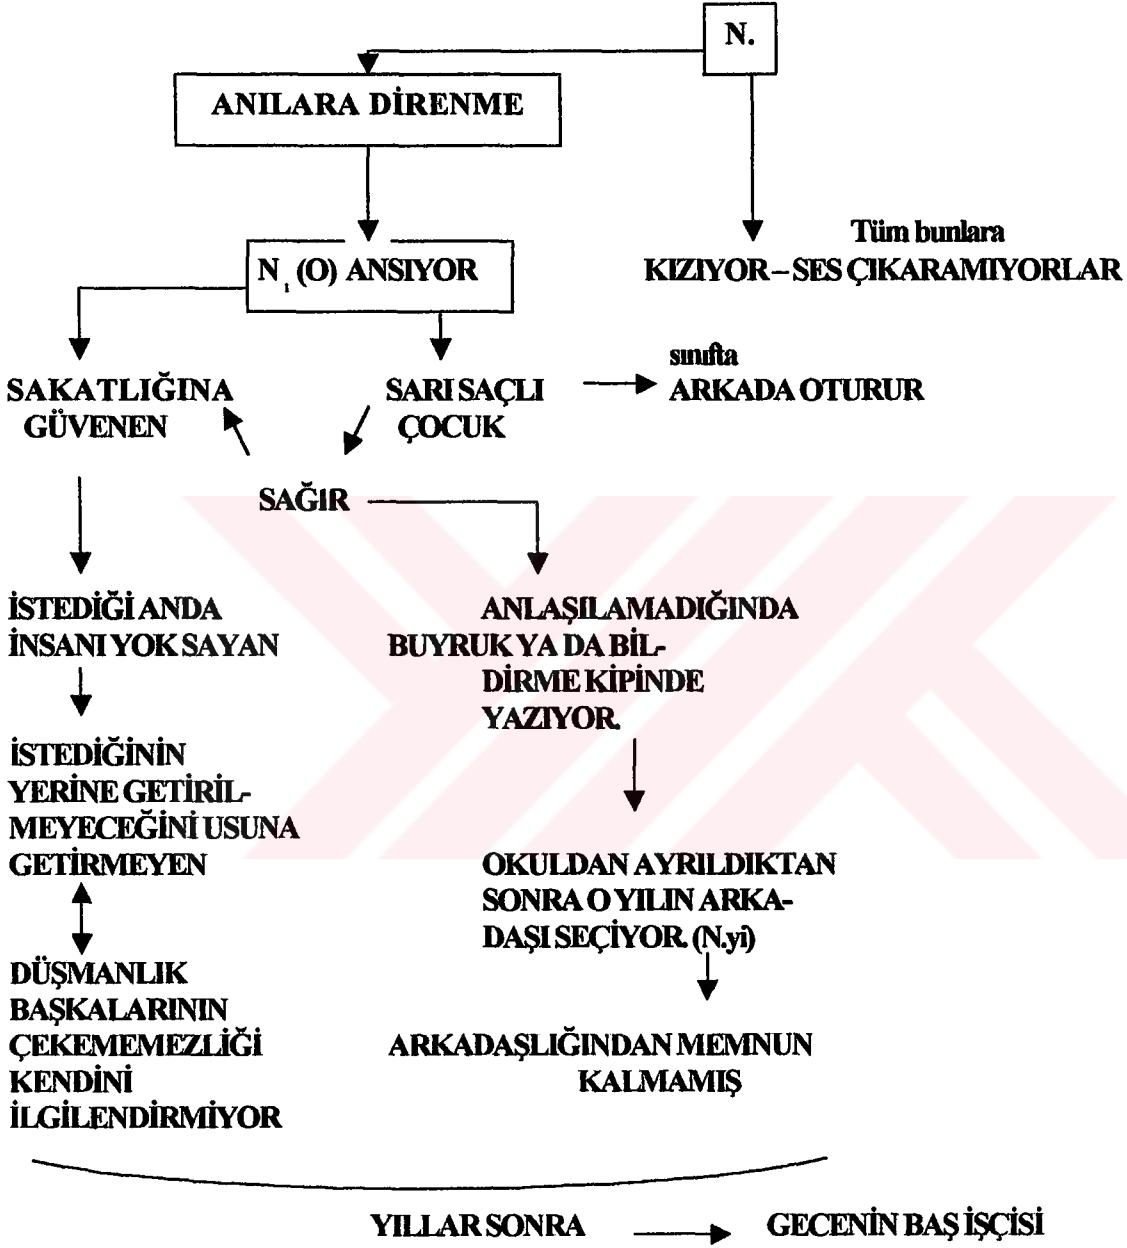 N.
ANILARA DİRENME
N₁ (O) ANSIYOR
Tüm bunlara
KIZIYOR – SES ÇIKARAMIYORLAR
SAKATLIĞINA
GÜVENEN
SARI SAÇLI
ÇOCUK
sınıfta
ARKADA OTURUR
SAĞIR
İSTEDİĞİ ANDA
İNSANI YOK SAYAN
ANLAŞILAMADIĞINDA
BUYRUK YA DA BİL-
DİRME KİPİNDE
YAZIYOR.
İSTEDİĞİNİN
YERİNE GETİRİL-
MEYECEĞİNİ USUNA
GETİRMEYEN
OKULDAN AYRILDIKTAN
SONRA O YILIN ARKA-
DAŞI SEÇİYOR. (N.yi)
DÜŞMANLIK
BAŞKALARININ
ÇEKEMEMEZLİĞİ
KENDİNİ
İLGİLENDİRMİYOR
ARKADAŞLIĞINDAN MEMNUN
KALMAMIŞ
YILLAR SONRA
GECENİN BAŞ İŞÇİSİ